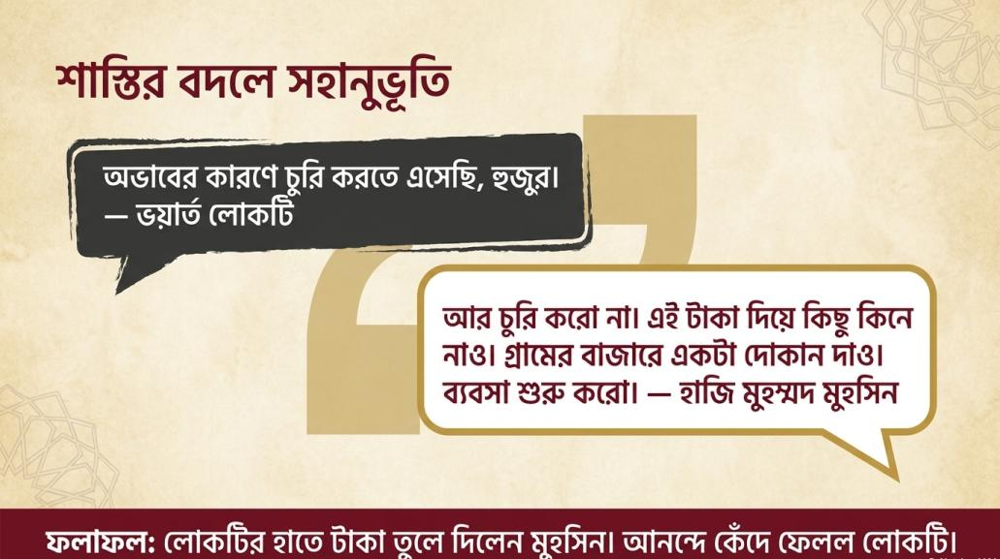 শাস্তির বদলে সহানুভূতি
অভাবের কারণে চুরি করতে এসেছি, হুজুর।
— ভয়ার্ত লোকটি
আর চুরি করো না। এই টাকা দিয়ে কিছু কিনে
নাও। গ্রামের বাজারে একটা দোকান দাও।
ব্যবসা শুরু করো। — হাজি মুহম্মদ মুহসিন
ফলাফল: লোকটির হাতে টাকা তুলে দিলেন মুহসিন। আনন্দে কেঁদে ফেলল লোকটি।